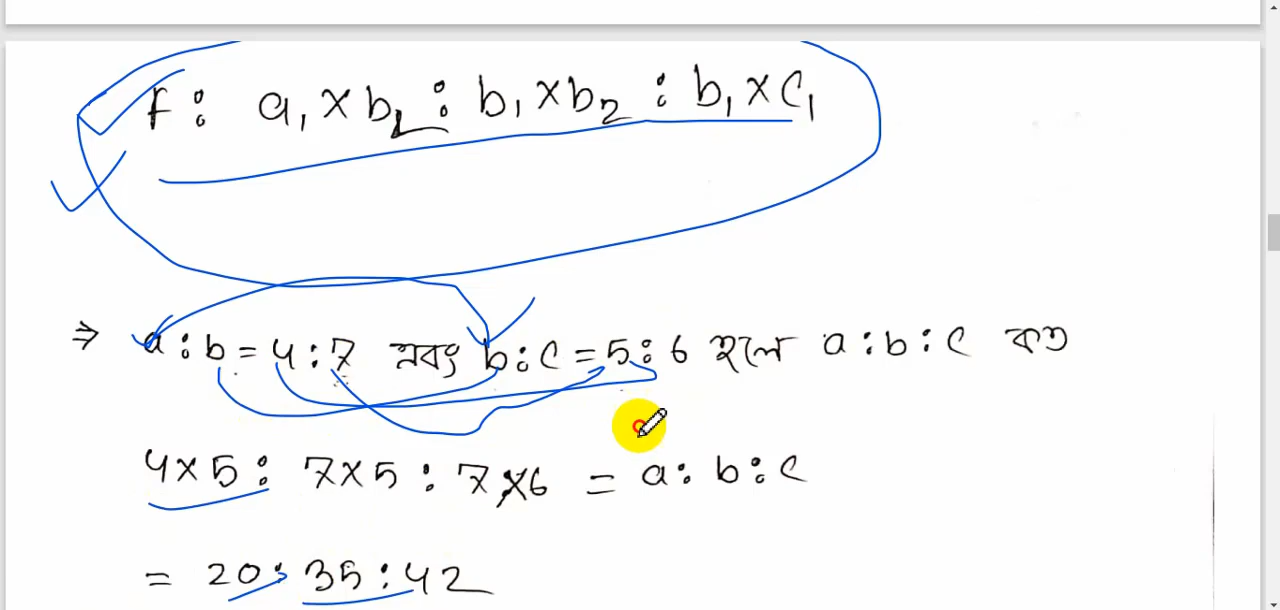 F: a₁ × b₂ : b₁ × b₂ : b₁ × c₁
⇒ a : b = 4 : 7 এবং b : c = 5 : 6 হলে a : b : c কত
4 × 5 : 7 × 5 : 7 × 6 = a : b : c
= 20 : 35 : 42